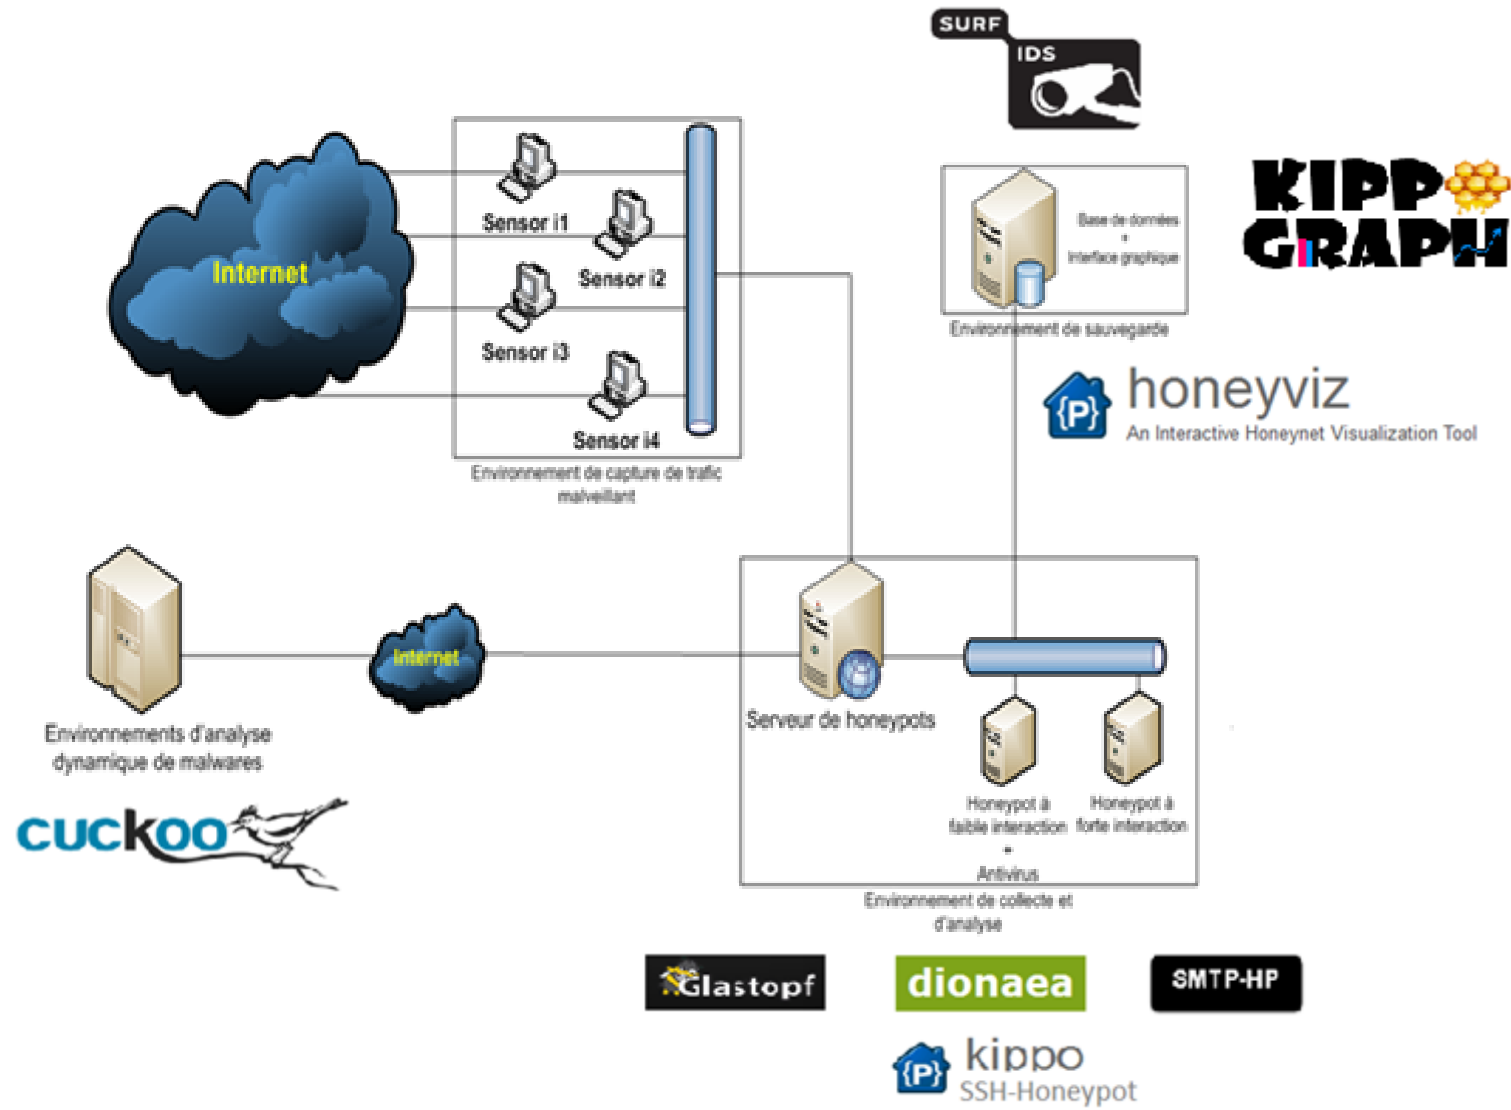 SURF
IDS
KIPP
GRAPH
Base de données
+
Interface graphique
Environnement de sauvegarde
honeyviz
An Interactive Honeynet Visualization Tool
Internet
Sensor i1
Sensor i2
Sensor i3
Sensor i4
Environnement de capture de trafic
malveillant
Environnements d'analyse
dynamique de malwares
cuckoo
Internet
Serveur de honeypots
Honeypot à
faible interaction
+
Antivirus
Honeypot à
forte interaction
Environnement de collecte et
d'analyse
Glastopf
dionaea
SMTP-HP
{P}
kippo
SSH-Honeypot
{P}